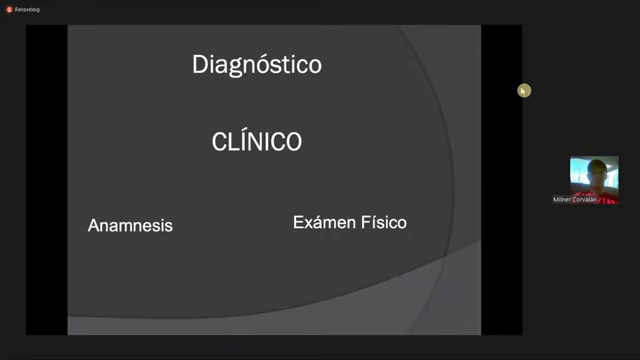 Recording
Diagnóstico
CLÍNICO
Anamnesis
Exámen Físico
Milner Corvalán